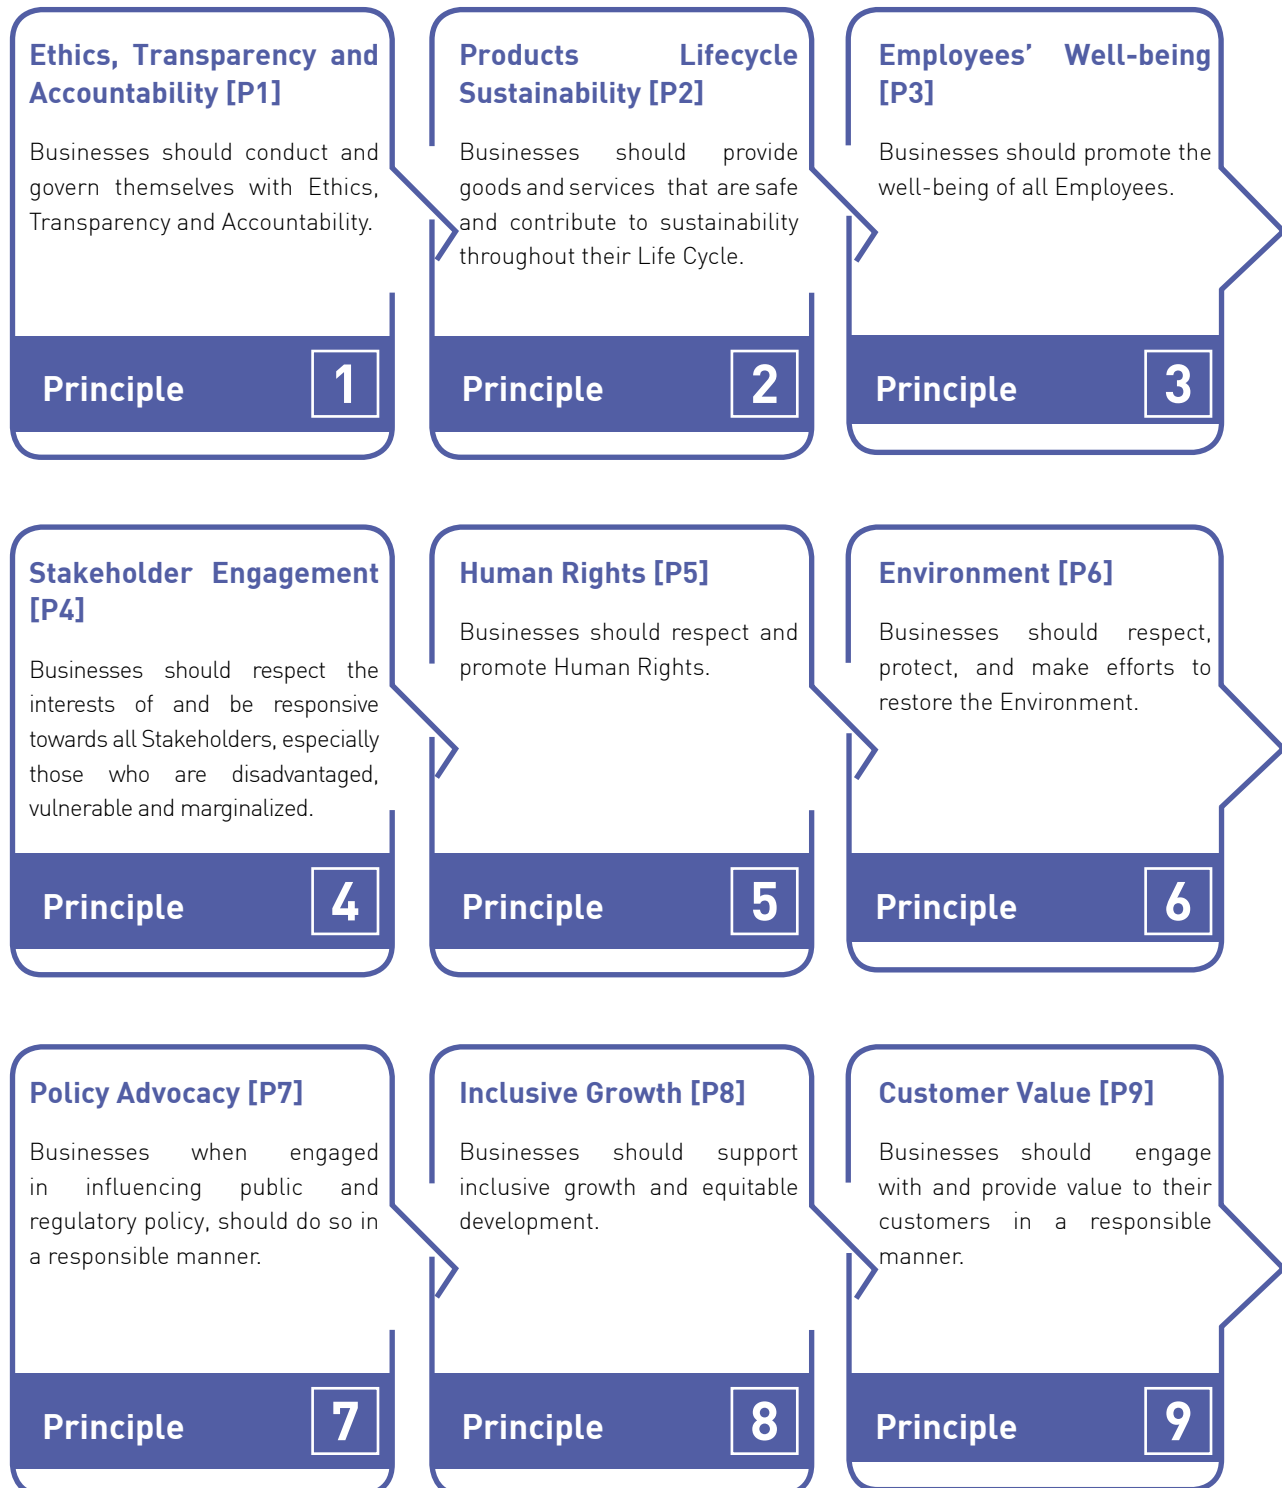 Ethics, Transparency and
Accountability [P1]
Businesses should conduct and
govern themselves with Ethics,
Transparency and Accountability.
Principle
1
Products Lifecycle
Sustainability [P2]
Businesses should provide
goods and services that are safe
and contribute to sustainability
throughout their Life Cycle.
Principle
2
Employees’ Well-being
[P3]
Businesses should promote the
well-being of all Employees.
Principle
3
Stakeholder Engagement
[P4]
Businesses should respect the
interests of and be responsive
towards all Stakeholders, especially
those who are disadvantaged,
vulnerable and marginalized.
Principle
4
Human Rights [P5]
Businesses should respect and
promote Human Rights.
Principle
5
Environment [P6]
Businesses should respect,
protect, and make efforts to
restore the Environment.
Principle
6
Policy Advocacy [P7]
Businesses when engaged
in influencing public and
regulatory policy, should do so in
a responsible manner.
Principle
7
Inclusive Growth [P8]
Businesses should support
inclusive growth and equitable
development.
Principle
8
Customer Value [P9]
Businesses should engage
with and provide value to their
customers in a responsible
manner.
Principle
9